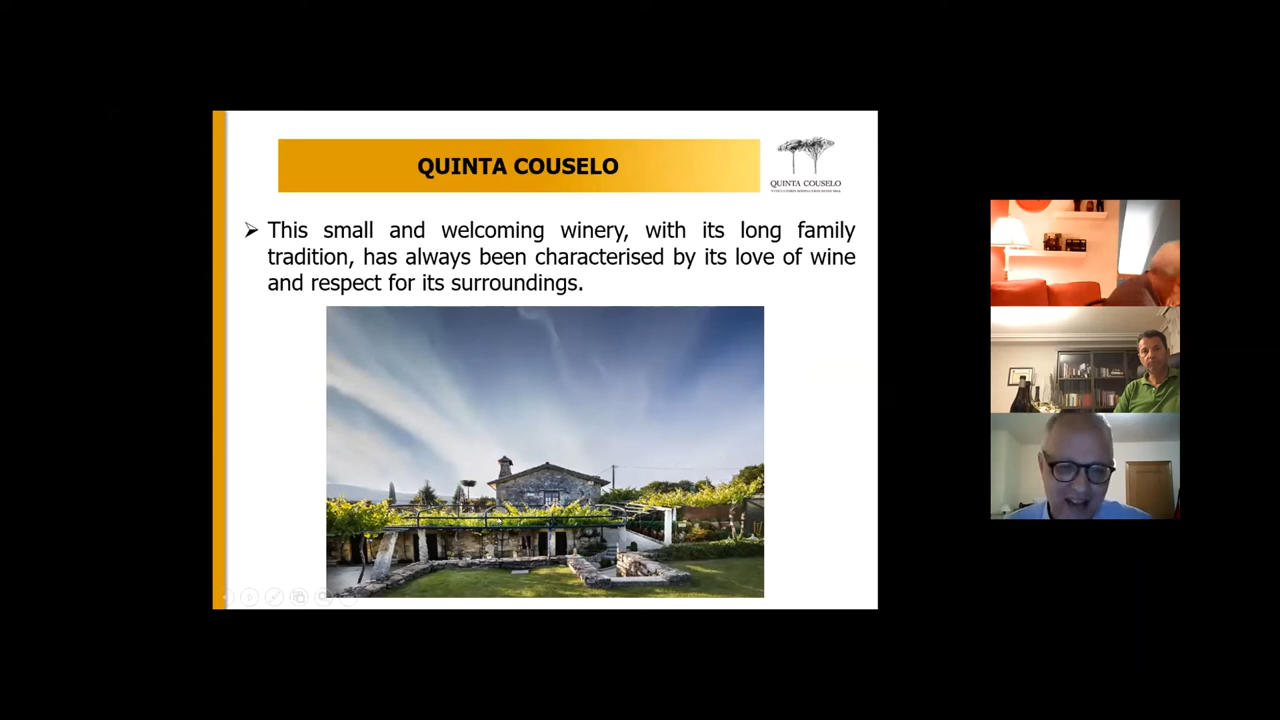 QUINTA COUSELO
QUINTA COUSELO
This small and welcoming winery, with its long family
tradition, has always been characterised by its love of wine
and respect for its surroundings.